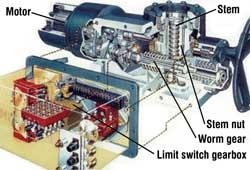 Motor
Stem
Stem nut
Worm gear
Limit switch gearbox